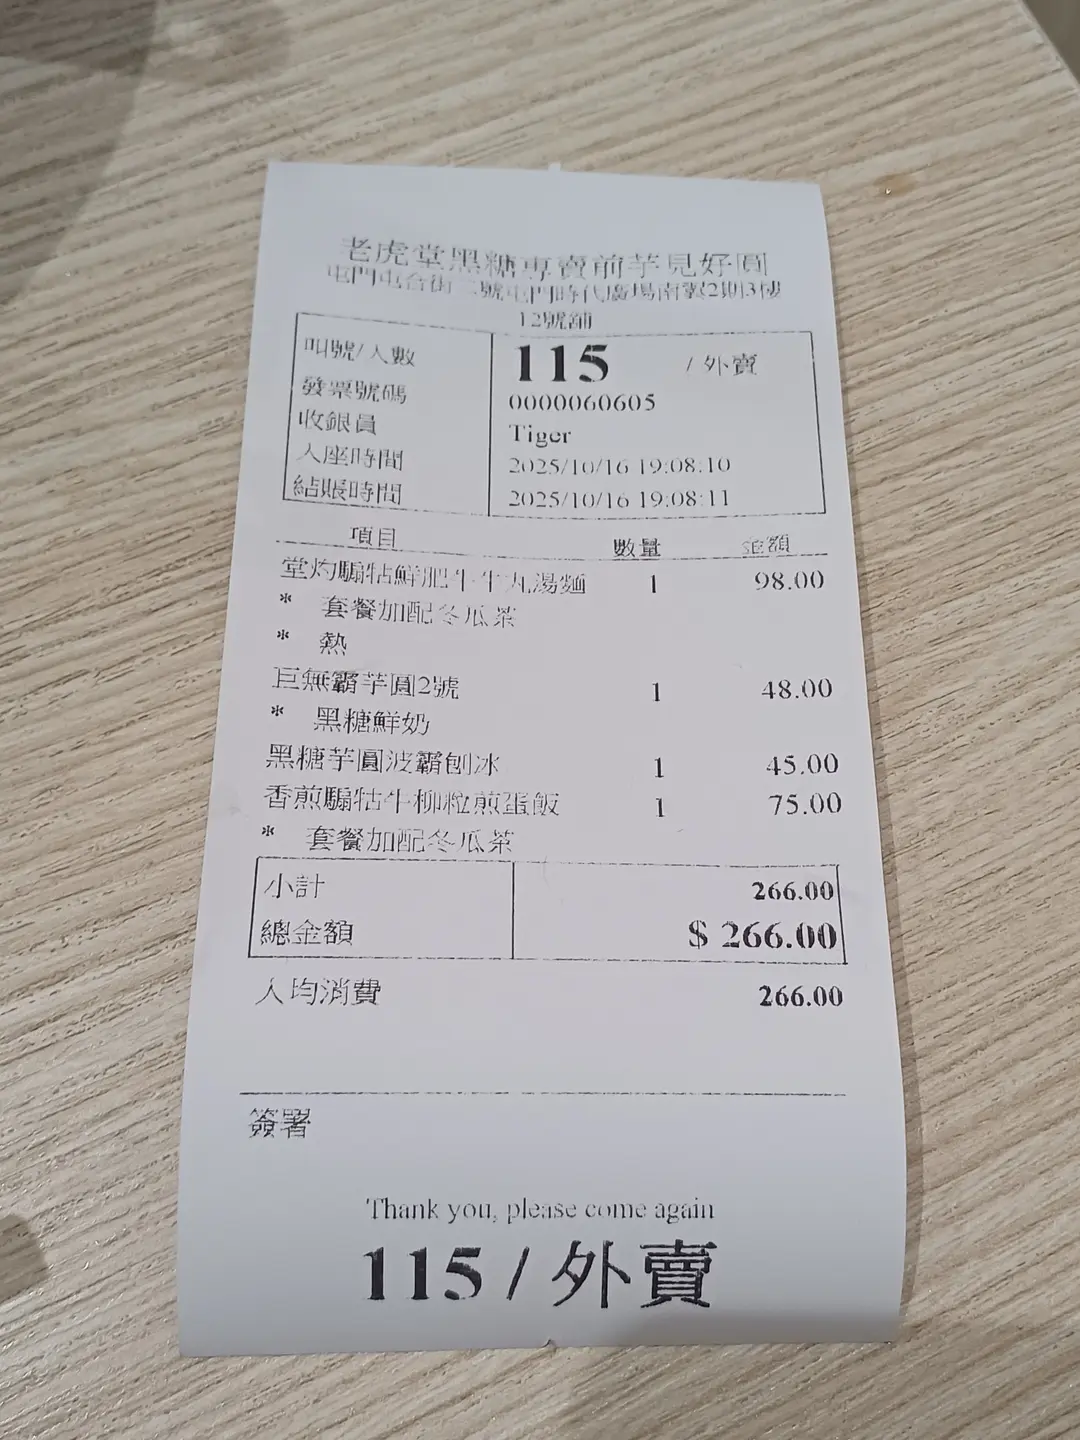 老虎堂黑糖專賣前芋見好圓
屯門屯台街二號屯門時代廣場南翼2期3樓
12號舖
叫號/人數 115 / 外賣
發票號碼 0000060605
收銀員 Tiger
入座時間 2025/10/16 19:08:10
結賬時間 2025/10/16 19:08:11
項目 數量 金額
堂灼騸牯鮮肥牛牛丸湯麵 1 98.00
* 套餐加配冬瓜茶
* 熱
巨無霸芋圓2號 1 48.00
* 黑糖鮮奶
黑糖芋圓波霸刨冰 1 45.00
香煎騸牯牛柳粒煎蛋飯 1 75.00
* 套餐加配冬瓜茶
小計 266.00
總金額 $ 266.00
人均消費 266.00
簽署
Thank you, please come again
115 / 外賣